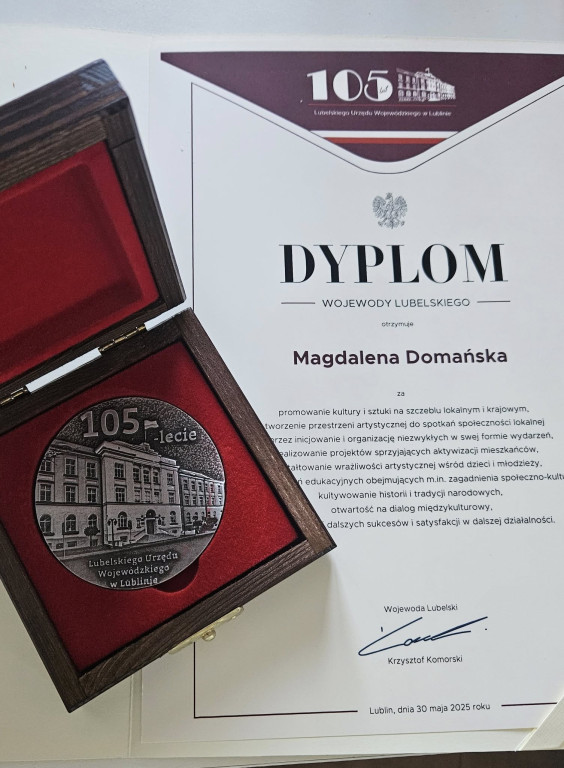 105 lat
Lubelskiego Urzędu Wojewódzkiego w Lublinie
DYPLOM
WOJEWODY LUBELSKIEGO
otrzymuje
Magdalena Domańska
za
promowanie kultury i sztuki na szczeblu lokalnym i krajowym,
tworzenie przestrzeni artystycznej do spotkań społeczności lokalnej
przez inicjowanie i organizację niezwykłych w swej formie wydarzeń,
realizowanie projektów sprzyjających aktywizacji mieszkańców,
kształtowanie wrażliwości artystycznej wśród dzieci i młodzieży,
edukacyjnych obejmujących m.in. zagadnienia społeczno-kult
kultywowanie historii i tradycji narodowych,
otwartość na dialog międzykulturowy,
dalszych sukcesów i satysfakcji w dalszej działalności.
Wojewoda Lubelski
Krzysztof Komorski
Lublin, dnia 30 maja 2025 roku
105
-lecie
Lubelskiego Urzędu
Wojewódzkiego
w Lublinie